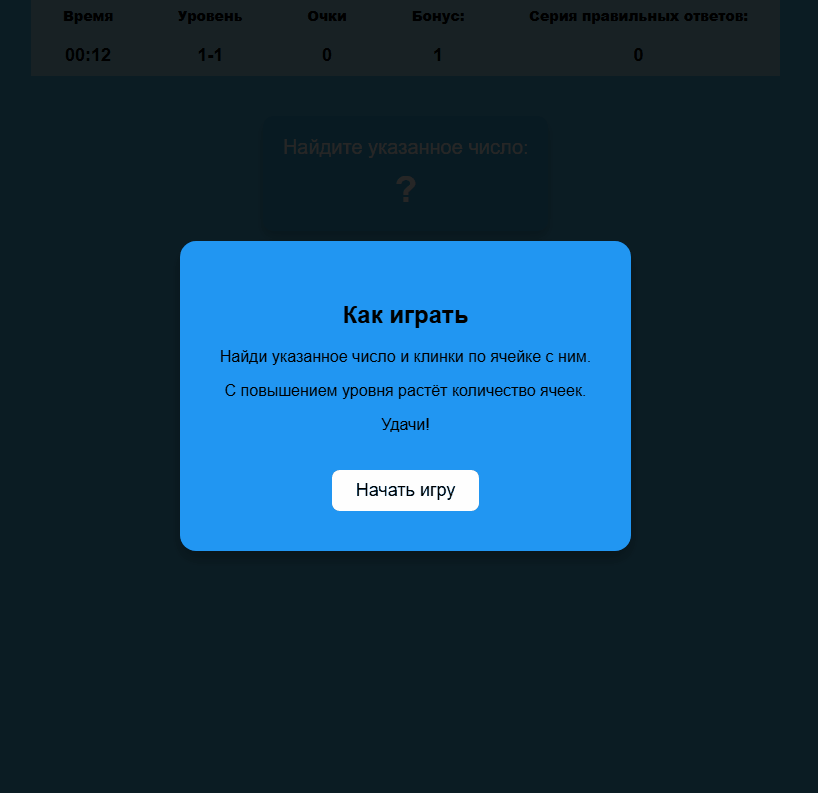 Время Уровень Очки Бонус: Серия правильных ответов:
00:12 1-1 0 1 0
Найдите указанное число:
?
Как играть
Найди указанное число и клинки по ячейке с ним.
С повышением уровня растёт количество ячеек.
Удачи!
Начать игру